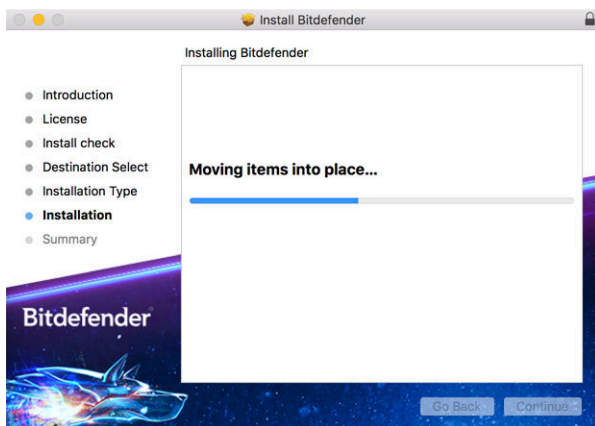 Install Bitdefender
Installing Bitdefender
Introduction
License
Install check
Destination Select
Installation Type
Installation
Summary
Moving items into place...
Bitdefender
Go Back
Continue